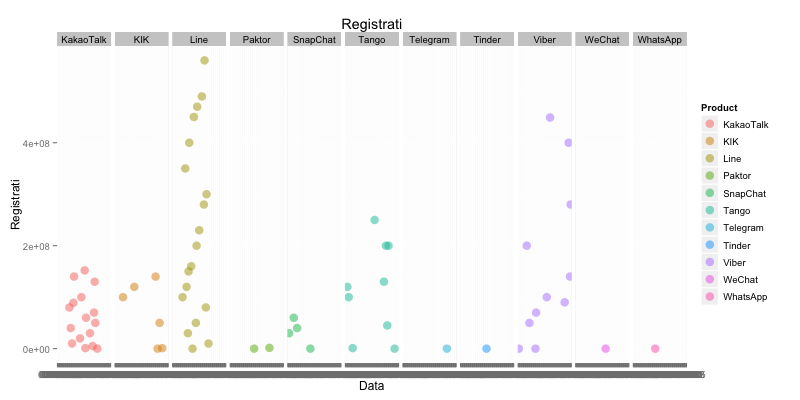 Registrati
KakaoTalk KIK Line Paktor SnapChat Tango Telegram Tinder Viber WeChat WhatsApp
Registrati
4e+08
2e+08
0e+00
Data
Product
KakaoTalk
KIK
Line
Paktor
SnapChat
Tango
Telegram
Tinder
Viber
WeChat
WhatsApp